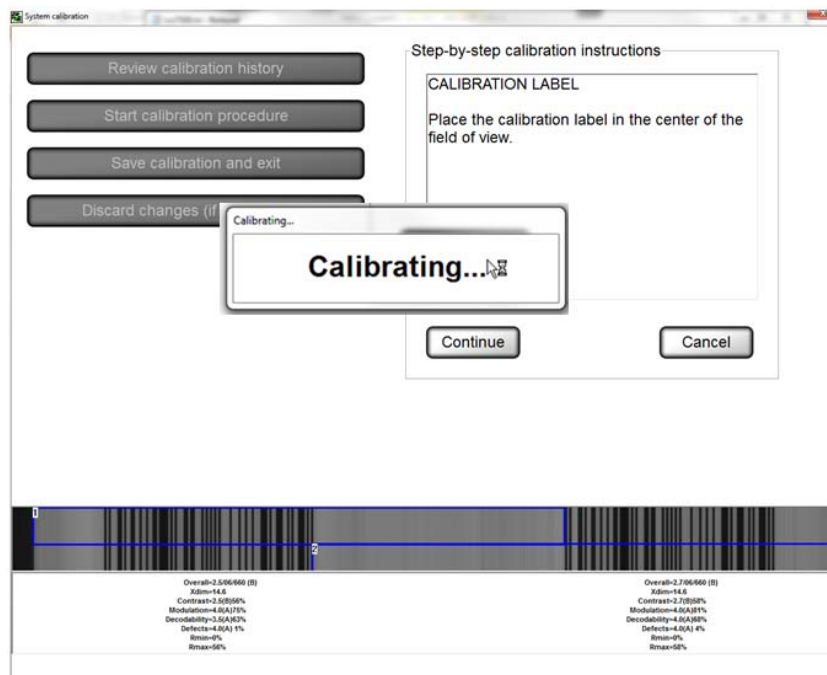 System calibration
Review calibration history
Start calibration procedure
Save calibration and exit
Discard changes (if
Step-by-step calibration instructions
CALIBRATION LABEL
Place the calibration label in the center of the
field of view.
Calibrating...
Calibrating...
Continue
Cancel
1
2
Overall=2.5/06/660 (B)
Xdim=14.6
Contrast=2.5(B)56%
Modulation=4.0(A)75%
Decodability=3.5(A)63%
Defects=4.0(A) 1%
Rmin=0%
Rmax=56%
Overall=2.7/06/660 (B)
Xdim=14.6
Contrast=2.7(B)58%
Modulation=4.0(A)81%
Decodability=4.0(A)68%
Defects=4.0(A) 4%
Rmin=0%
Rmax=58%